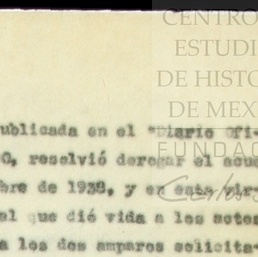 CENTRO
ESTUDI
DE HISTO
DE MEX
FUNDAC
ublicada en el "Diario Ofi-
O, resolvió derogar el acue
bre de 1938, y en esta vir-
al que dió vida a los actos
a los dos amparos solicita-